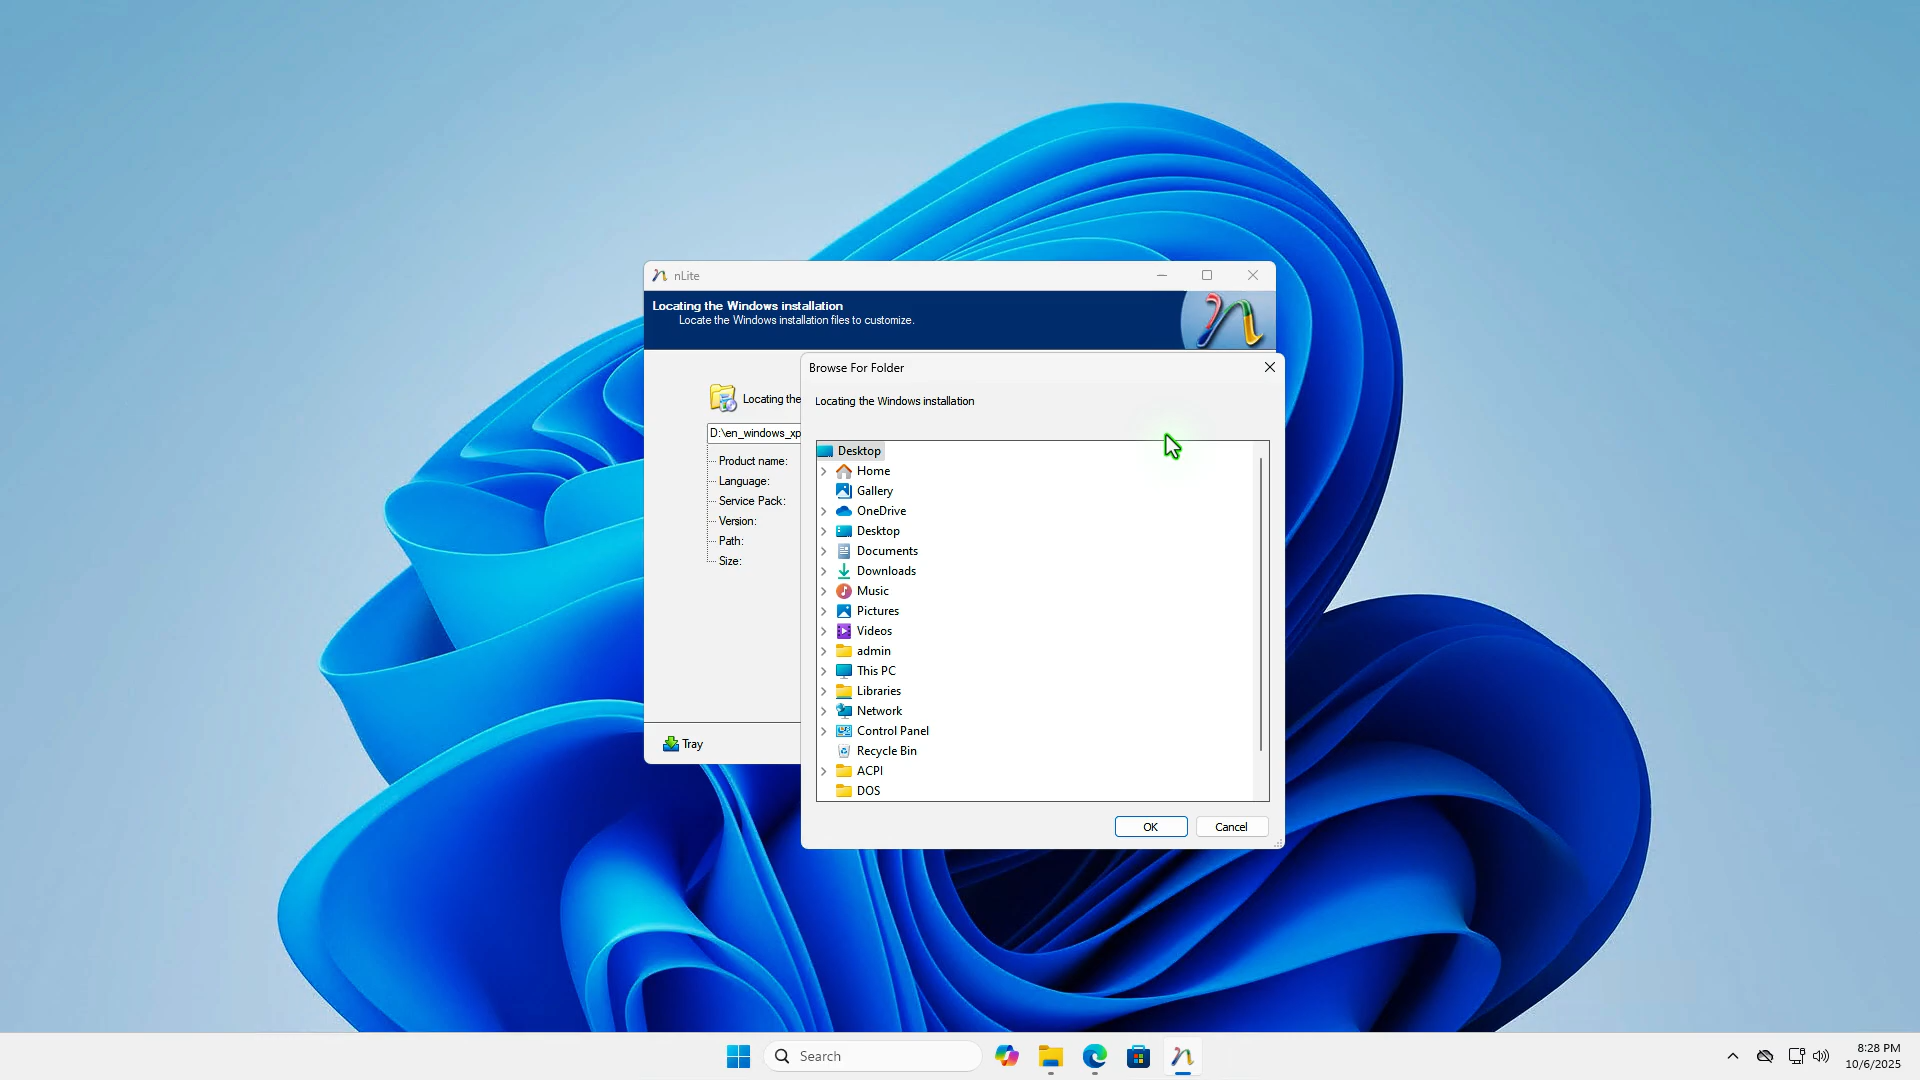 nLite
Locating the Windows installation
Locate the Windows installation files to customize.
Browse For Folder
Locating the
Locating the Windows installation
D:\en_windows_xp
Product name:
Language:
Service Pack:
Version:
Path:
Size:
Desktop
Home
Gallery
OneDrive
Desktop
Documents
Downloads
Music
Pictures
Videos
admin
This PC
Libraries
Network
Control Panel
Recycle Bin
ACPI
DOS
Tray
OK
Cancel
Search
8:28 PM
10/6/2025